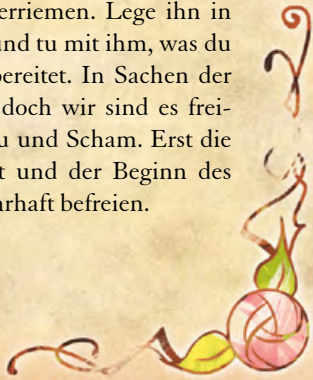 erriemen. Lege ihn in
und tu mit ihm, was du
bereitet. In Sachen der
doch wir sind es frei-
u und Scham. Erst die
t und der Beginn des
hrhaft befreien.